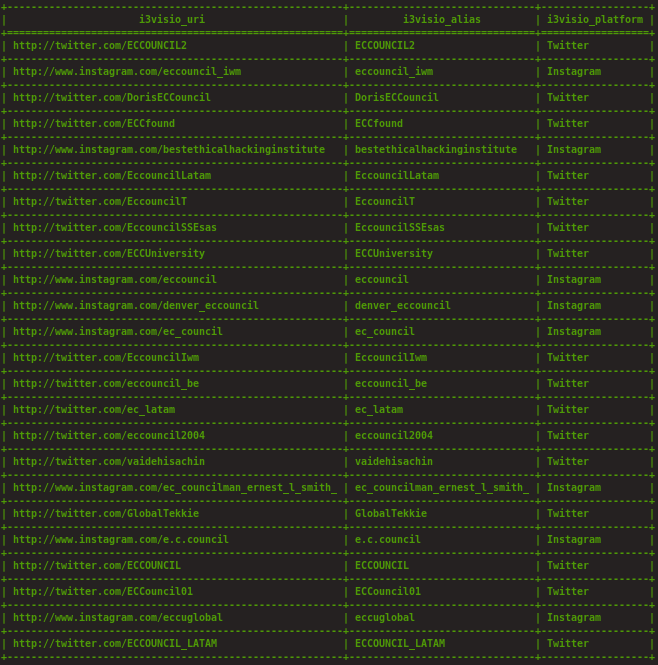 i3visio_uri | i3visio_alias | i3visio_platform
http://twitter.com/ECCOUNCIL2 | ECCOUNCIL2 | Twitter
http://www.instagram.com/eccouncil_iwm | eccouncil_iwm | Instagram
http://twitter.com/DorisECCouncil | DorisECCouncil | Twitter
http://twitter.com/ECCfound | ECCfound | Twitter
http://www.instagram.com/bestethicalhackinginstitute | bestethicalhackinginstitute | Instagram
http://twitter.com/EccouncilLatam | EccouncilLatam | Twitter
http://twitter.com/EccouncilT | EccouncilT | Twitter
http://twitter.com/EccouncilSSEsas | EccouncilSSEsas | Twitter
http://twitter.com/ECCUniversity | ECCUniversity | Twitter
http://www.instagram.com/eccouncil | eccouncil | Instagram
http://www.instagram.com/denver_eccouncil | denver_eccouncil | Instagram
http://www.instagram.com/ec_council | ec_council | Instagram
http://twitter.com/EccouncilIwm | EccouncilIwm | Twitter
http://twitter.com/eccouncil_be | eccouncil_be | Twitter
http://twitter.com/ec_latam | ec_latam | Twitter
http://twitter.com/eccouncil2004 | eccouncil2004 | Twitter
http://twitter.com/vaidehisachin | vaidehisachin | Twitter
http://www.instagram.com/ec_councilman_ernest_l_smith_ | ec_councilman_ernest_l_smith_ | Instagram
http://twitter.com/GlobalTekkie | GlobalTekkie | Twitter
http://www.instagram.com/e.c.council | e.c.council | Instagram
http://twitter.com/ECCOUNCIL | ECCOUNCIL | Twitter
http://twitter.com/ECCouncil01 | ECCouncil01 | Twitter
http://www.instagram.com/eccuglobal | eccuglobal | Instagram
http://twitter.com/ECCOUNCIL_LATAM | ECCOUNCIL_LATAM | Twitter